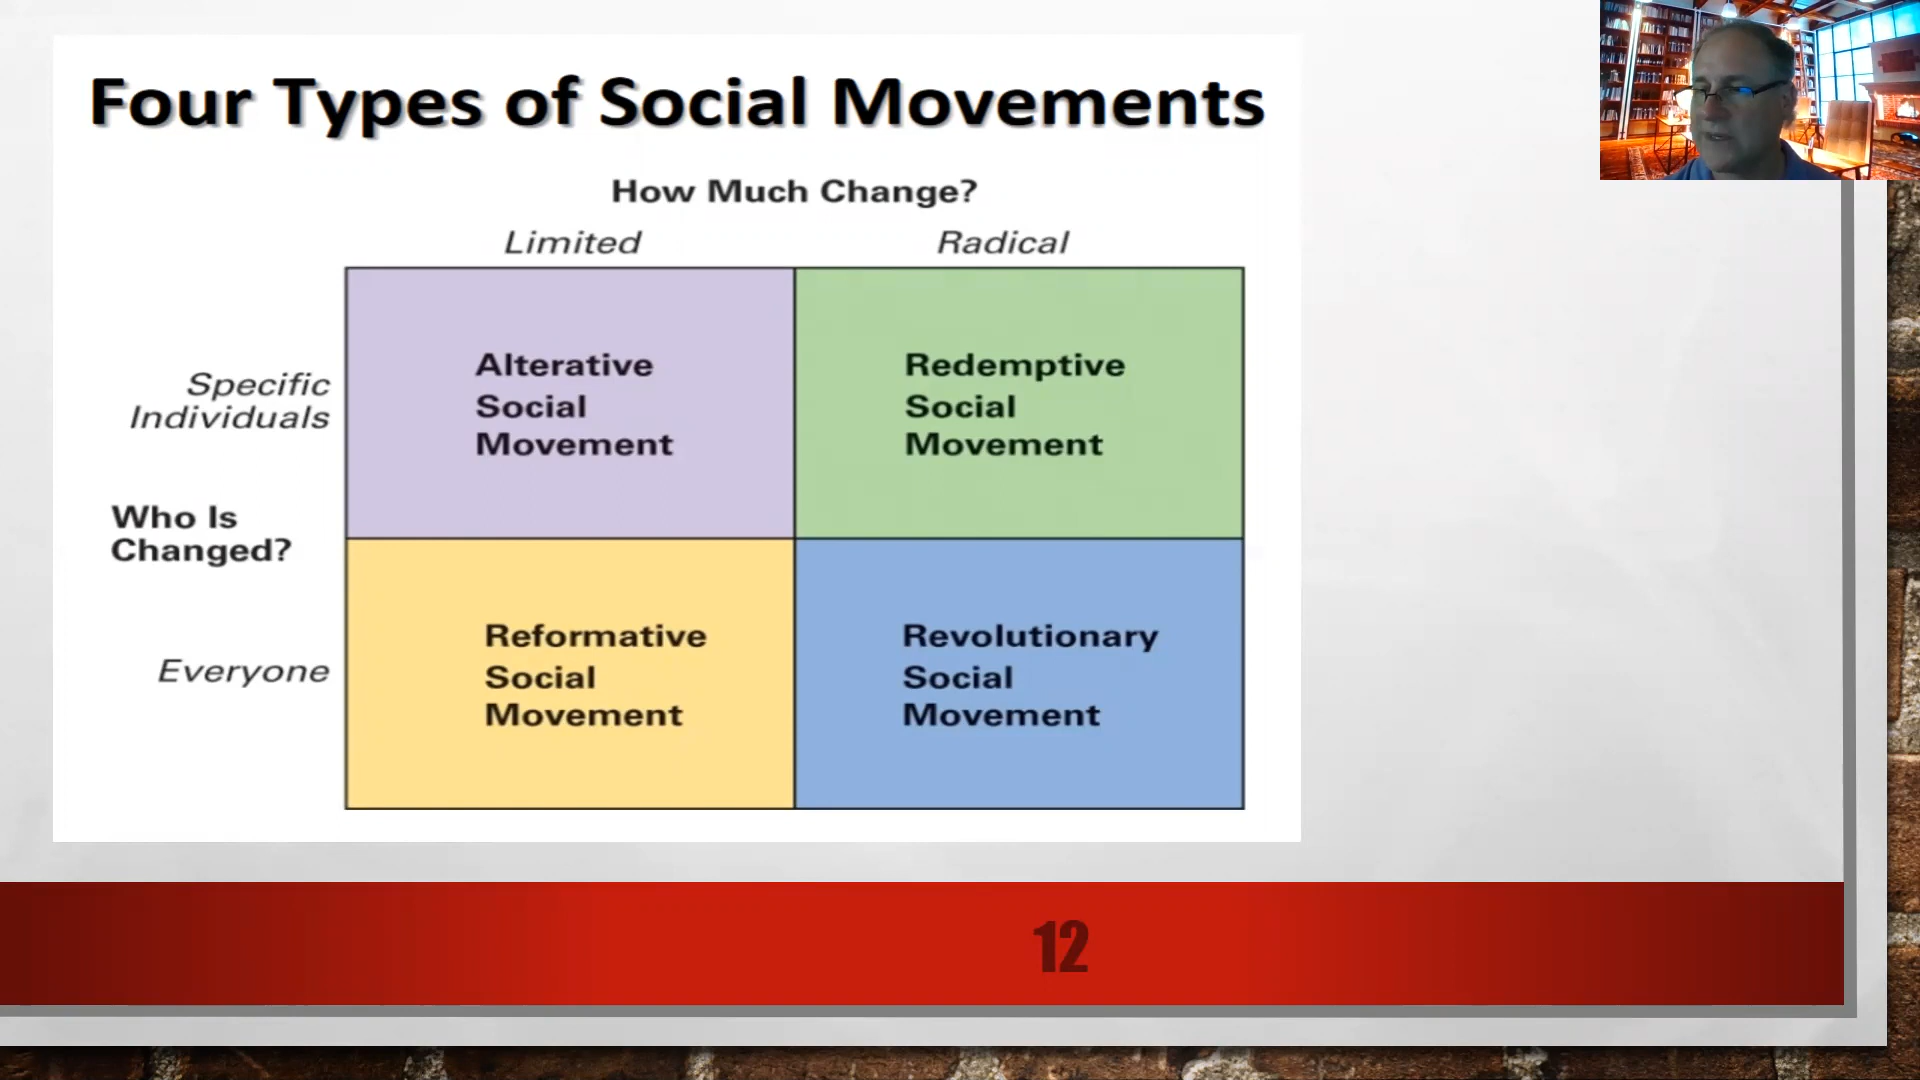 Four Types of Social Movements
How Much Change?
Limited
Radical
Specific
Individuals
Alterative
Social
Movement
Redemptive
Social
Movement
Who Is
Changed?
Everyone
Reformative
Social
Movement
Revolutionary
Social
Movement
12